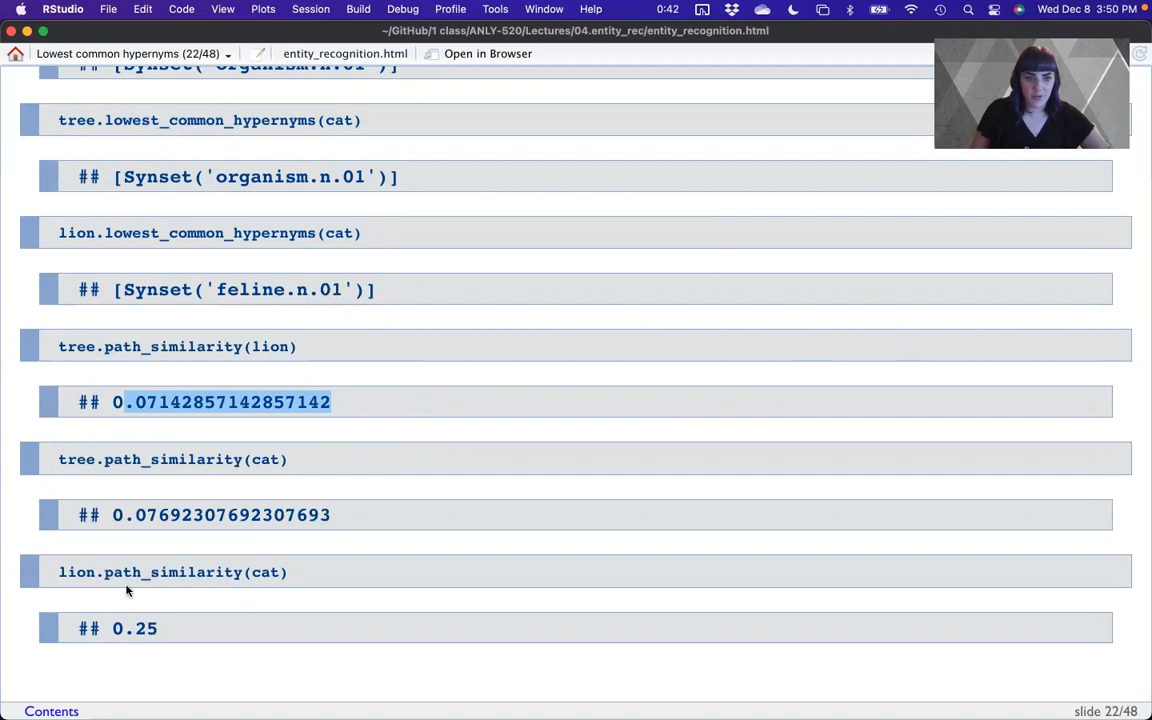 RStudio File Edit Code View Plots Session Build Debug Profile Tools Window Help 0:42 Wed Dec 8 3:50 PM
~/GitHub/1 class/ANLY-520/Lectures/04.entity_rec/entity_recognition.html
Lowest common hypernyms (22/48) entity_recognition.html Open in Browser
## [Synset('organism.n.01')]
tree.lowest_common_hypernyms(cat)
## [Synset('organism.n.01')]
lion.lowest_common_hypernyms(cat)
## [Synset('feline.n.01')]
tree.path_similarity(lion)
## 0.07142857142857142
tree.path_similarity(cat)
## 0.07692307692307693
lion.path_similarity(cat)
## 0.25
Contents
slide 22/48